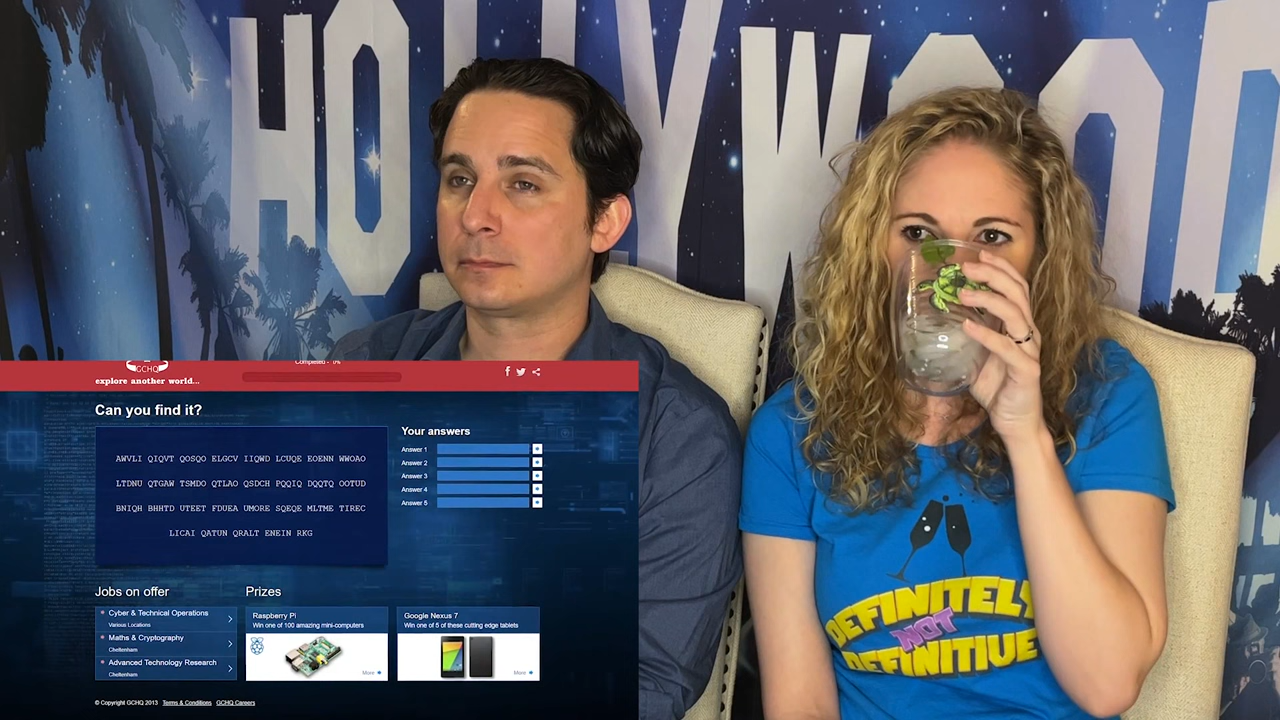 HOLLYWOOD
Completed - 0%
GCHQ
explore another world...
Can you find it?
AWVLI QIQVT QOSQO ELGCV IIQWD LCUQE EOENN WWOAO
LTDNU QTGAW TSMDO QTLAO QSDCH PQQIQ DQQTQ OOTUD
BNIQH BHHTD UTEET FDUEA UMORE SQEQE MLTME TIREC
LICAI QATUN QRALT ENEIN RKG
Your answers
Answer 1
Answer 2
Answer 3
Answer 4
Answer 5
Jobs on offer
Cyber & Technical Operations
Various Locations
Maths & Cryptography
Cheltenham
Advanced Technology Research
Cheltenham
Prizes
Raspberry Pi
Win one of 100 amazing mini-computers
More
Google Nexus 7
Win one of 5 of these cutting edge tablets
More
© Copyright GCHQ 2013 Terms & Conditions GCHQ Careers
DEFINITELY
NOT
DEFINITIVE